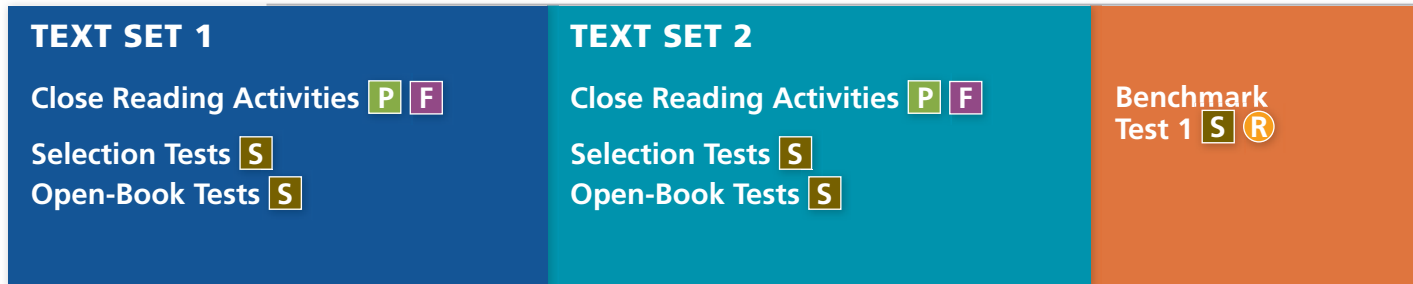 TEXT SET 1
Close Reading Activities P F
Selection Tests S
Open-Book Tests S
TEXT SET 2
Close Reading Activities P F
Selection Tests S
Open-Book Tests S
Benchmark
Test 1 S R